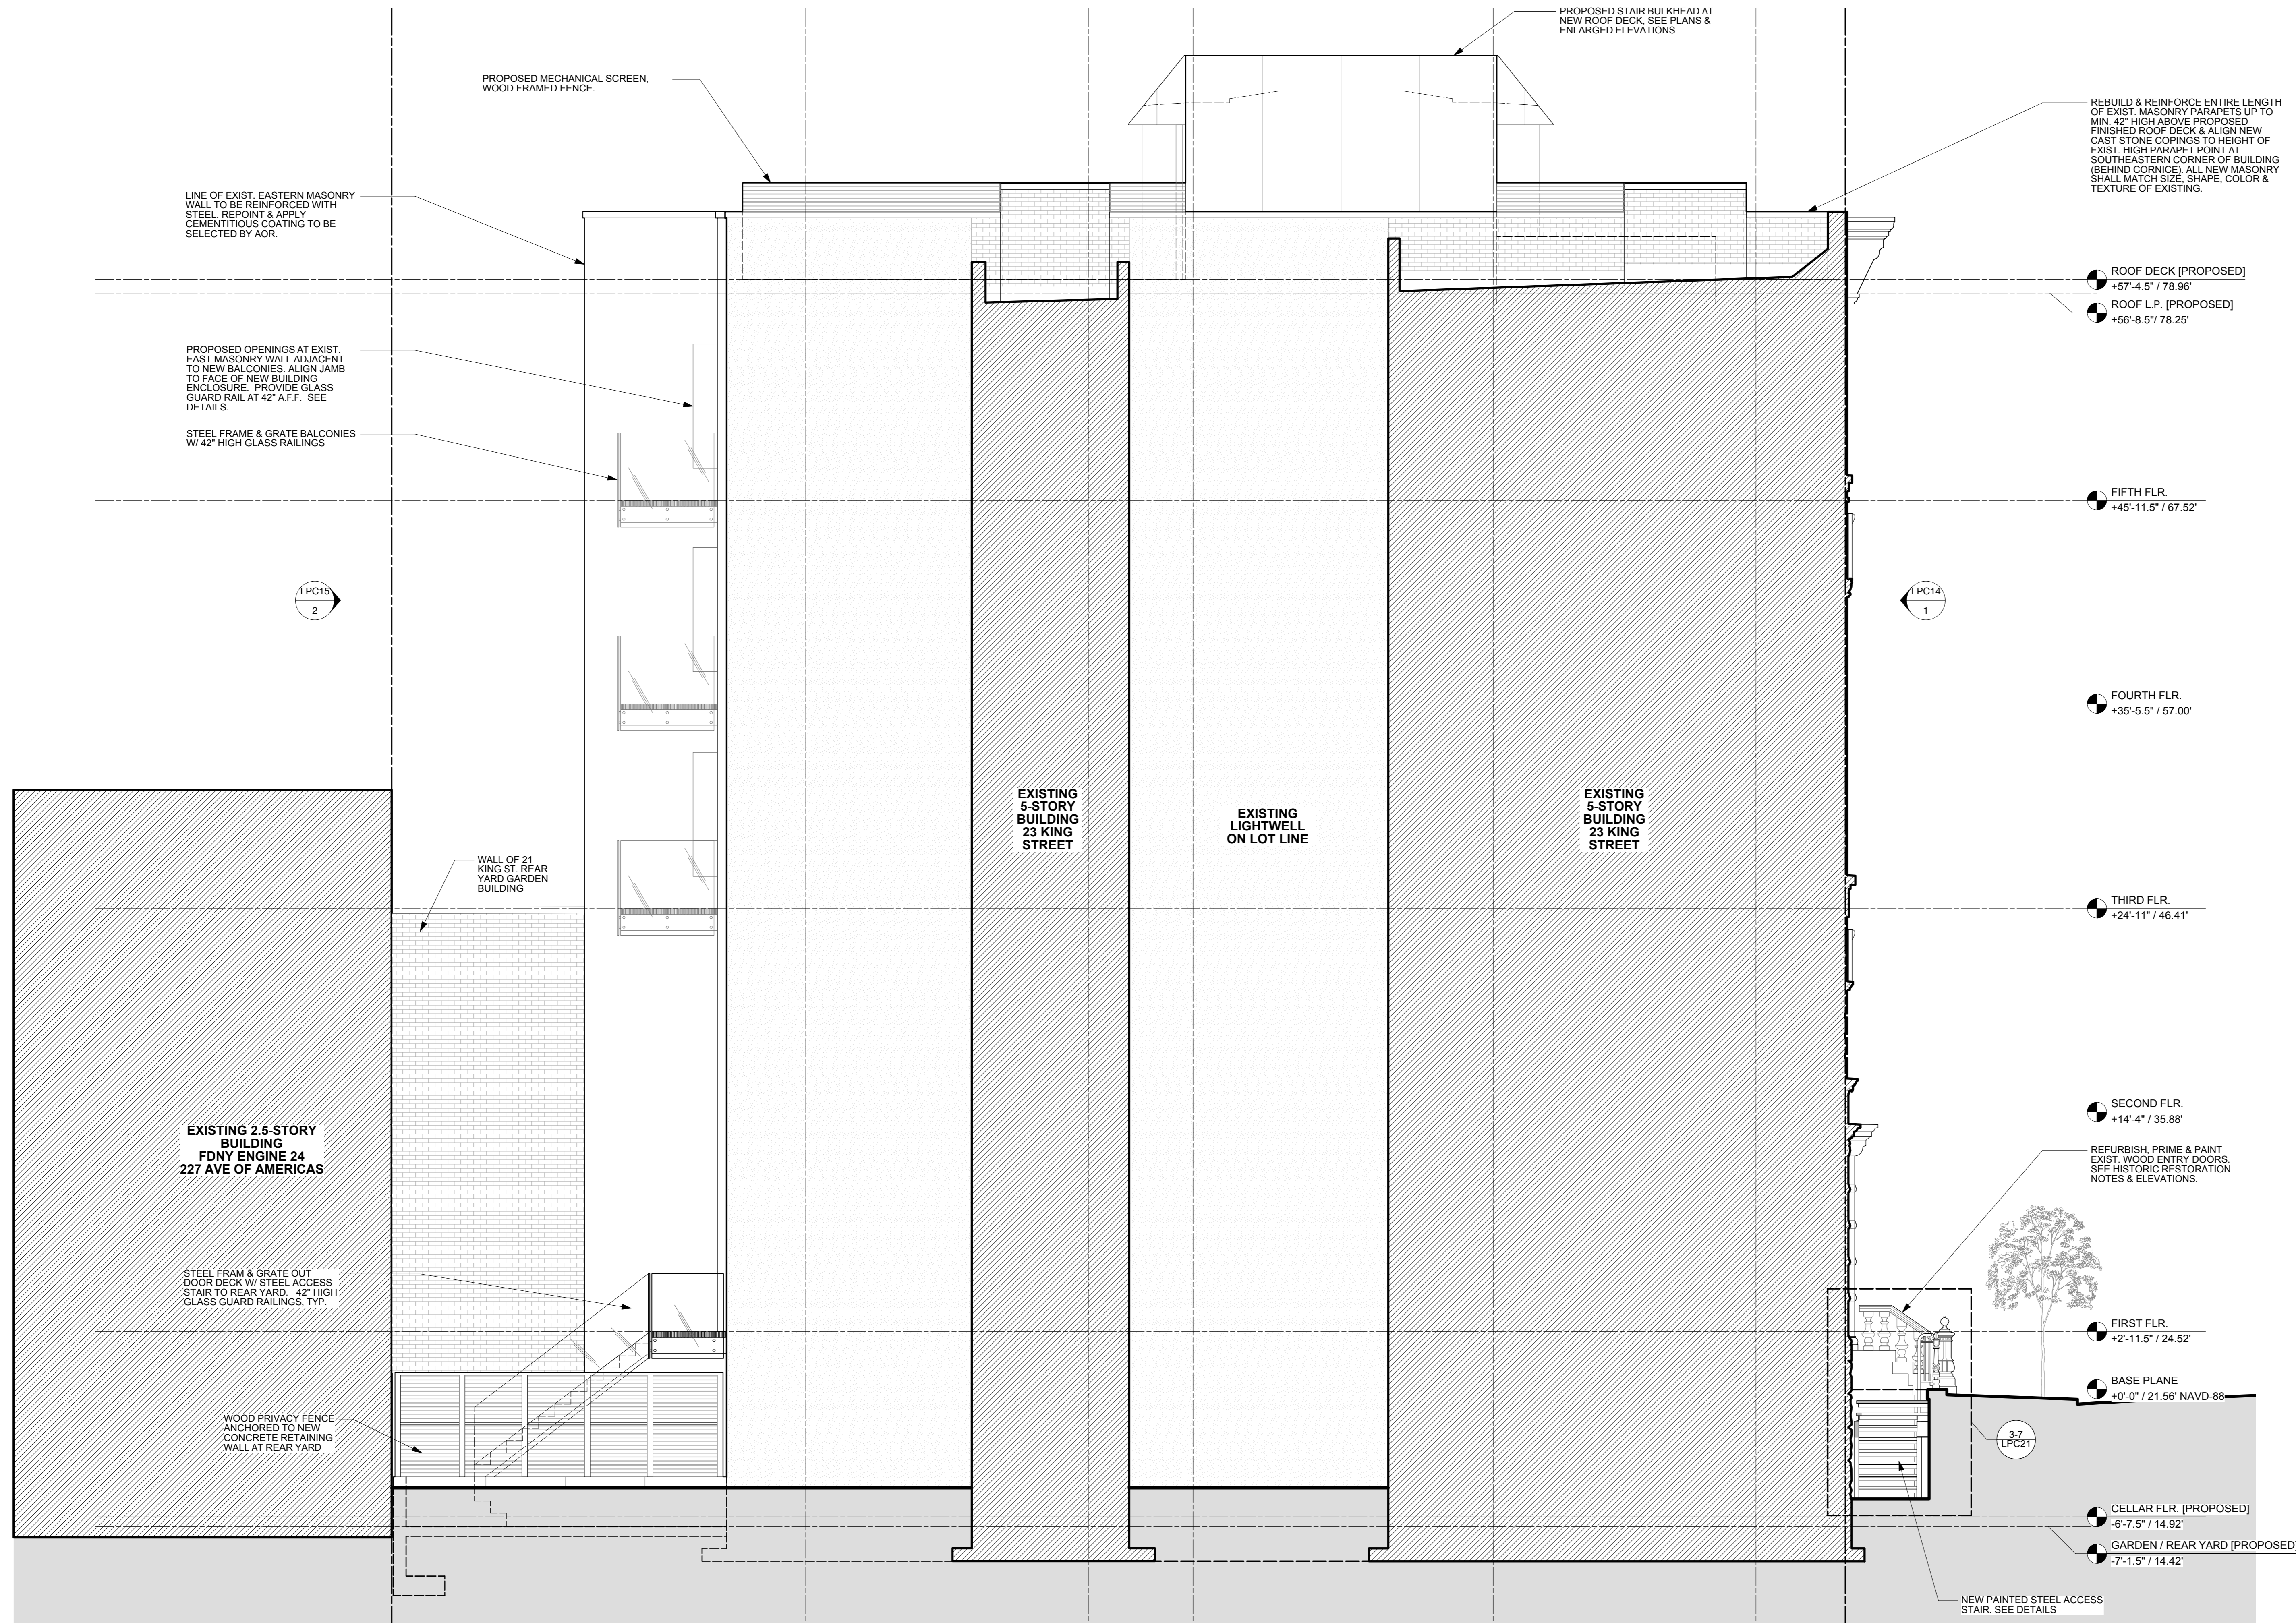 PROPOSED STAIR BULKHEAD AT
NEW ROOF DECK, SEE PLANS &
ENLARGED ELEVATIONS
PROPOSED MECHANICAL SCREEN,
WOOD FRAMED FENCE.
REBUILD & REINFORCE ENTIRE LENGTH
OF EXIST. MASONRY PARAPETS UP TO
MIN. 42" HIGH ABOVE PROPOSED
FINISHED ROOF DECK & ALIGN NEW
CAST STONE COPINGS TO HEIGHT OF
EXIST. HIGH PARAPET POINT AT
SOUTHEASTERN CORNER OF BUILDING
(BEHIND CORNICE). ALL NEW MASONRY
SHALL MATCH SIZE, SHAPE, COLOR &
TEXTURE OF EXISTING.
LINE OF EXIST. EASTERN MASONRY
WALL TO BE REINFORCED WITH
STEEL. REPOINT & APPLY
CEMENTITIOUS COATING TO BE
SELECTED BY AOR.
ROOF DECK [PROPOSED]
+57'-4.5" / 78.96'
ROOF L.P. [PROPOSED]
+56'-8.5"/ 78.25'
PROPOSED OPENINGS AT EXIST.
EAST MASONRY WALL ADJACENT
TO NEW BALCONIES. ALIGN JAMB
TO FACE OF NEW BUILDING
ENCLOSURE. PROVIDE GLASS
GUARD RAIL AT 42" A.F.F. SEE
DETAILS.
STEEL FRAME & GRATE BALCONIES
W/ 42" HIGH GLASS RAILINGS
FIFTH FLR.
+45'-11.5" / 67.52'
LPC15
2
LPC14
1
FOURTH FLR.
+35'-5.5" / 57.00'
EXISTING
5-STORY
BUILDING
23 KING
STREET
EXISTING
LIGHTWELL
ON LOT LINE
EXISTING
5-STORY
BUILDING
23 KING
STREET
WALL OF 21
KING ST. REAR
YARD GARDEN
BUILDING
THIRD FLR.
+24'-11" / 46.41'
SECOND FLR.
+14'-4" / 35.88'
EXISTING 2.5-STORY
BUILDING
FDNY ENGINE 24
227 AVE OF AMERICAS
REFURBISH, PRIME & PAINT
EXIST. WOOD ENTRY DOORS.
SEE HISTORIC RESTORATION
NOTES & ELEVATIONS.
STEEL FRAM & GRATE OUT
DOOR DECK W/ STEEL ACCESS
STAIR TO REAR YARD. 42" HIGH
GLASS GUARD RAILINGS, TYP.
FIRST FLR.
+2'-11.5" / 24.52'
BASE PLANE
+0'-0" / 21.56' NAVD-88
WOOD PRIVACY FENCE
ANCHORED TO NEW
CONCRETE RETAINING
WALL AT REAR YARD
3-7
LPC21
CELLAR FLR. [PROPOSED]
-6'-7.5" / 14.92'
GARDEN / REAR YARD [PROPOSED]
-7'-1.5" / 14.42'
NEW PAINTED STEEL ACCESS
STAIR. SEE DETAILS